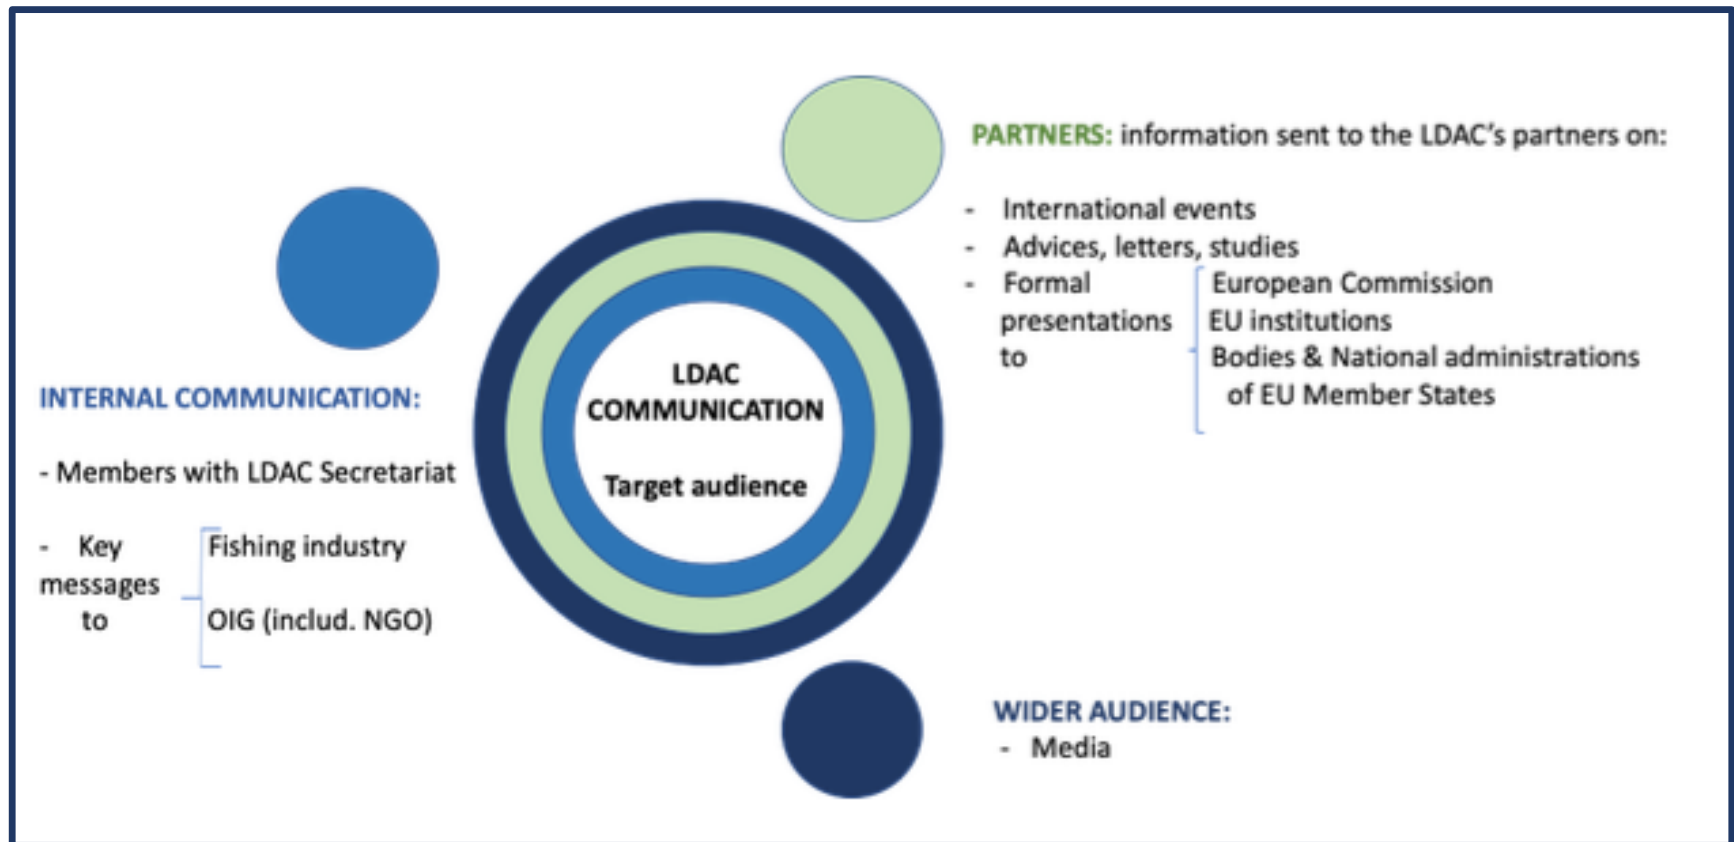 PARTNERS: information sent to the LDAC's partners on:
- International events
- Advices, letters, studies
- Formal
presentations
to
European Commission
EU institutions
Bodies & National administrations
of EU Member States
LDAC
COMMUNICATION
Target audience
INTERNAL COMMUNICATION:
- Members with LDAC Secretariat
- Key
messages
to
Fishing industry
OIG (includ. NGO)
WIDER AUDIENCE:
- Media